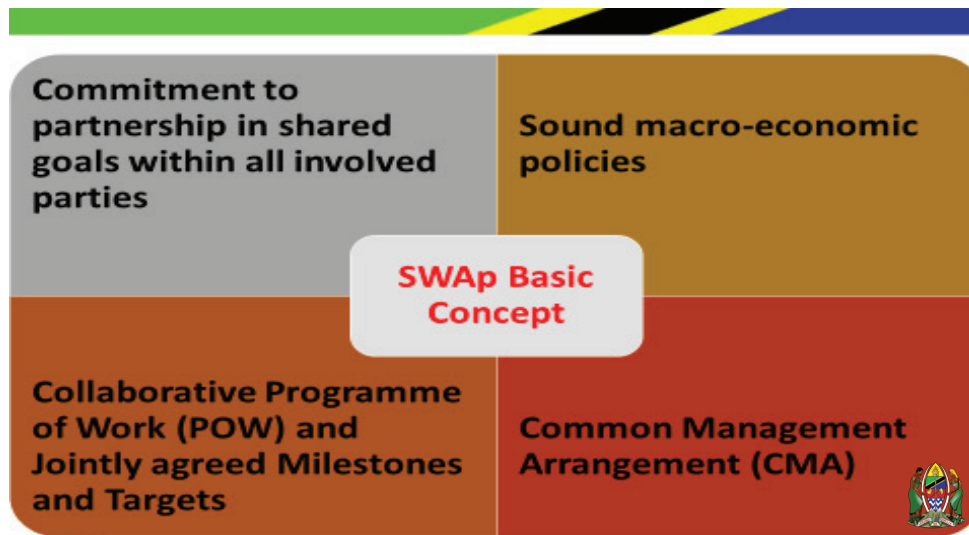 Commitment to
partnership in shared
goals within all involved
parties
Sound macro-economic
policies
SWAp Basic
Concept
Collaborative Programme
of Work (POW) and
Jointly agreed Milestones
and Targets
Common Management
Arrangement (CMA)